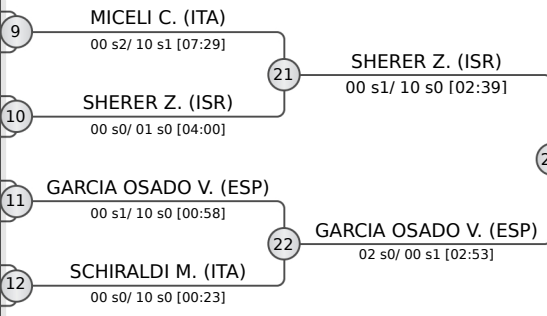 MICELI C. (ITA)
9
00 s2/ 10 s1 [07:29]
21
SHERER Z. (ISR)
00 s1/ 10 s0 [02:39]
SHERER Z. (ISR)
10
00 s0/ 01 s0 [04:00]
GARCIA OSADO V. (ESP)
11
00 s1/ 10 s0 [00:58]
22
GARCIA OSADO V. (ESP)
02 s0/ 00 s1 [02:53]
SCHIRALDI M. (ITA)
12
00 s0/ 10 s0 [00:23]